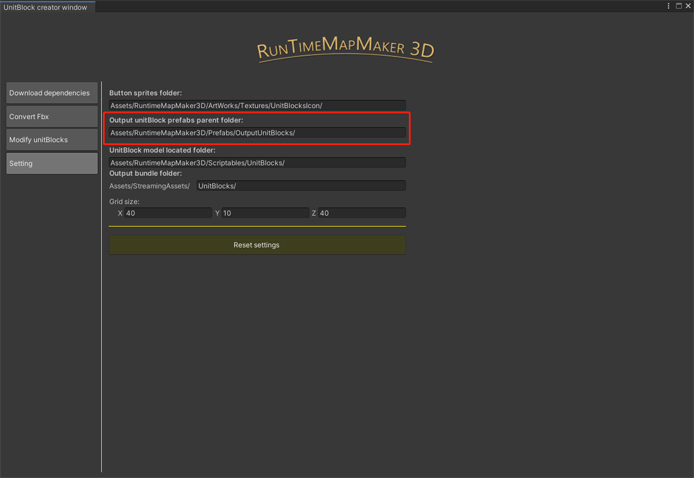 UnitBlock creator window
RunTimeMapMaker 3D
Download dependencies
Convert Fbx
Modify unitBlocks
Setting
Button sprites folder:
Assets/RuntimeMapMaker3D/ArtWorks/Textures/UnitBlocksIcon/
Output unitBlock prefabs parent folder:
Assets/RuntimeMapMaker3D/Prefabs/OutputUnitBlocks/
UnitBlock model located folder:
Assets/RuntimeMapMaker3D/Scriptables/UnitBlocks/
Output bundle folder:
Assets/StreamingAssets/ UnitBlocks/
Grid size:
X 40 Y 10 Z 40
Reset settings